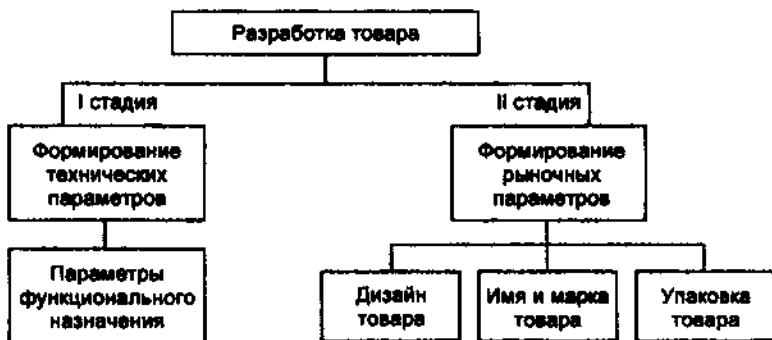 Разработка товара
I стадия
II стадия
Формирование
технических
параметров
Формирование
рыночных
параметров
Параметры
функционального
назначения
Дизайн
товара
Имя и марка
товара
Упаковка
товара